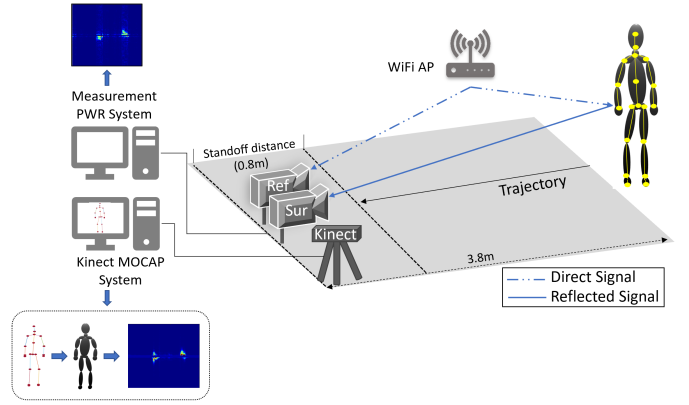 WiFi AP
Measurement
PWR System
Standoff distance
(0.8m)
Ref
Sur
Trajectory
Kinect
Kinect MOCAP
System
3.8m
Direct Signal
Reflected Signal